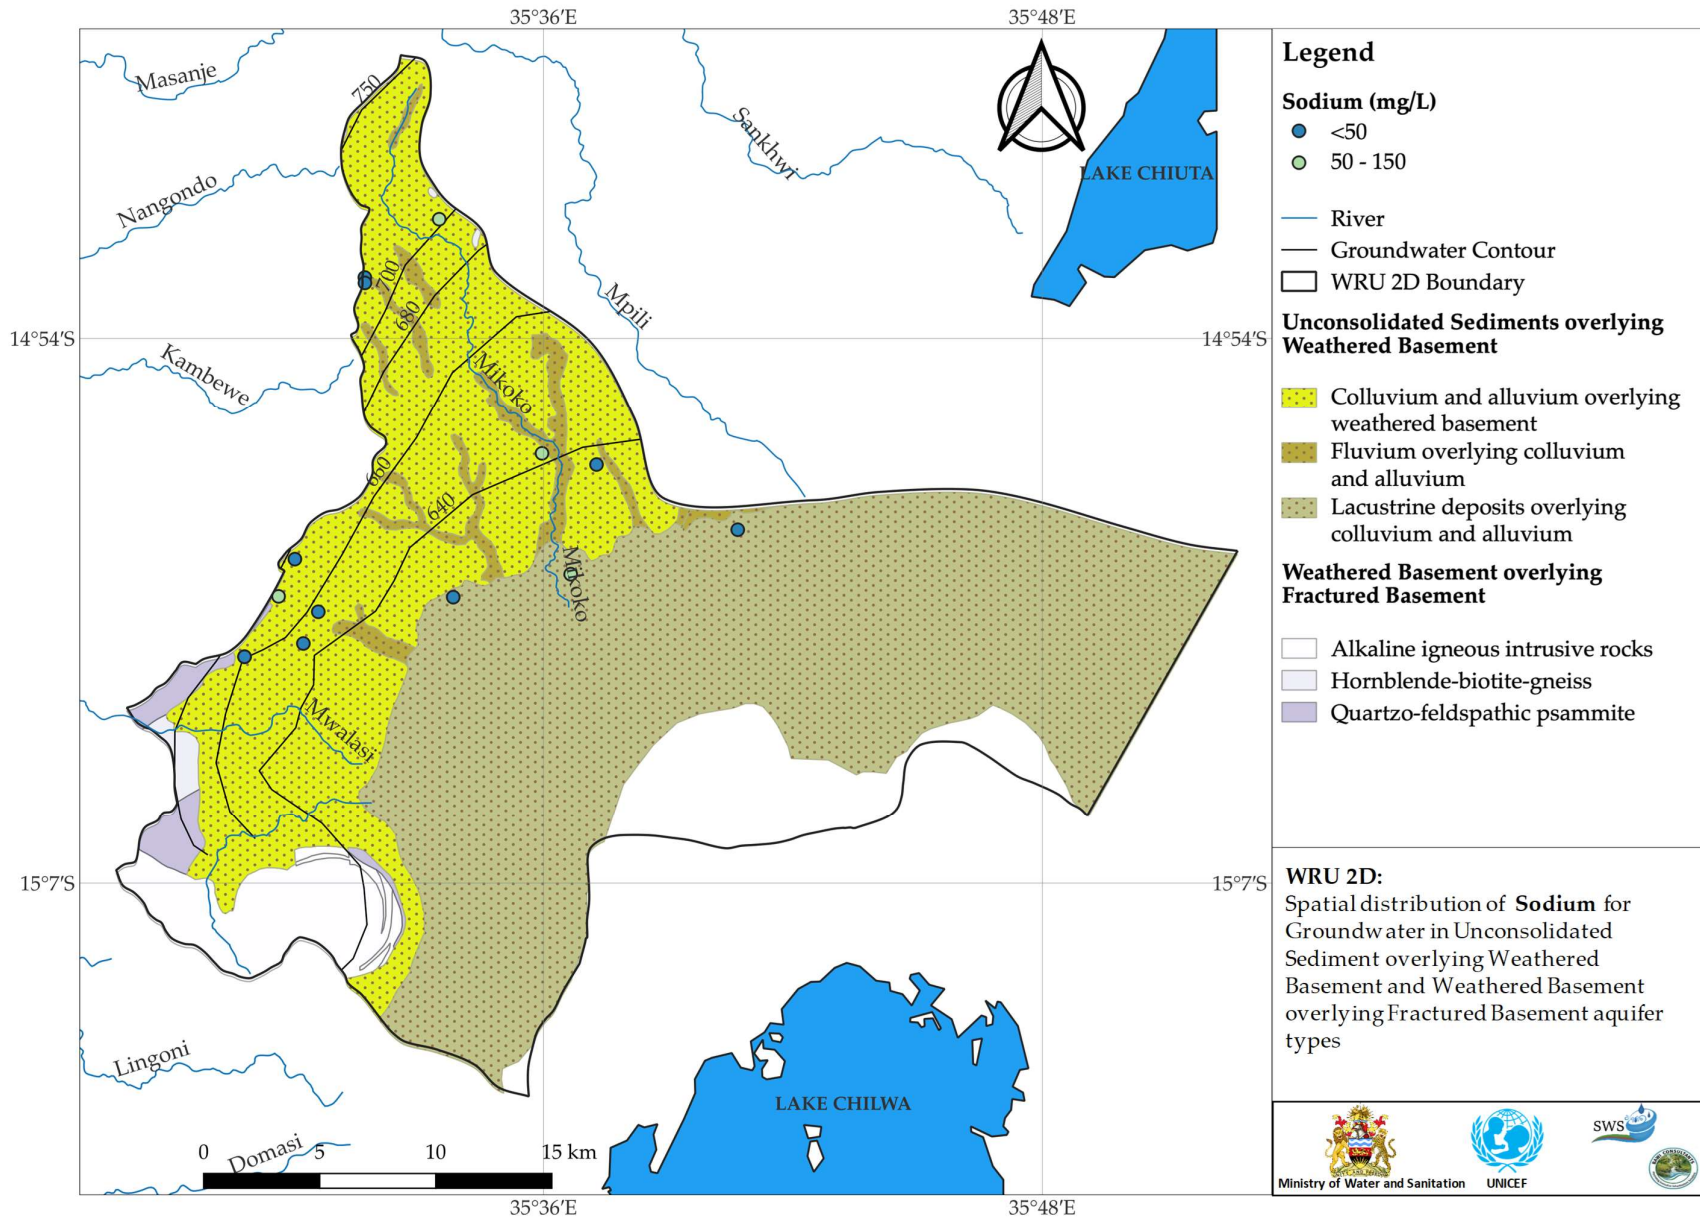 35°36′E
35°48′E
Masanje
750
Sankhwi
LAKE CHIUTA
Nangondo
700
680
Mpili
14°54′S
14°54′S
Kambewe
Mikoko
660
640
Mikoko
Mwalasi
15°7′S
15°7′S
Lingoni
LAKE CHILWA
Domasi
0 5 10 15 km
35°36′E
35°48′E
Legend
Sodium (mg/L)
<50
50 - 150
River
Groundwater Contour
WRU 2D Boundary
Unconsolidated Sediments overlying
Weathered Basement
Colluvium and alluvium overlying
weathered basement
Fluvium overlying colluvium
and alluvium
Lacustrine deposits overlying
colluvium and alluvium
Weathered Basement overlying
Fractured Basement
Alkaline igneous intrusive rocks
Hornblende-biotite-gneiss
Quartzo-feldspathic psammite
WRU 2D:
Spatial distribution of Sodium for
Groundwater in Unconsolidated
Sediment overlying Weathered
Basement and Weathered Basement
overlying Fractured Basement aquifer
types
SWS
Ministry of Water and Sanitation
UNICEF